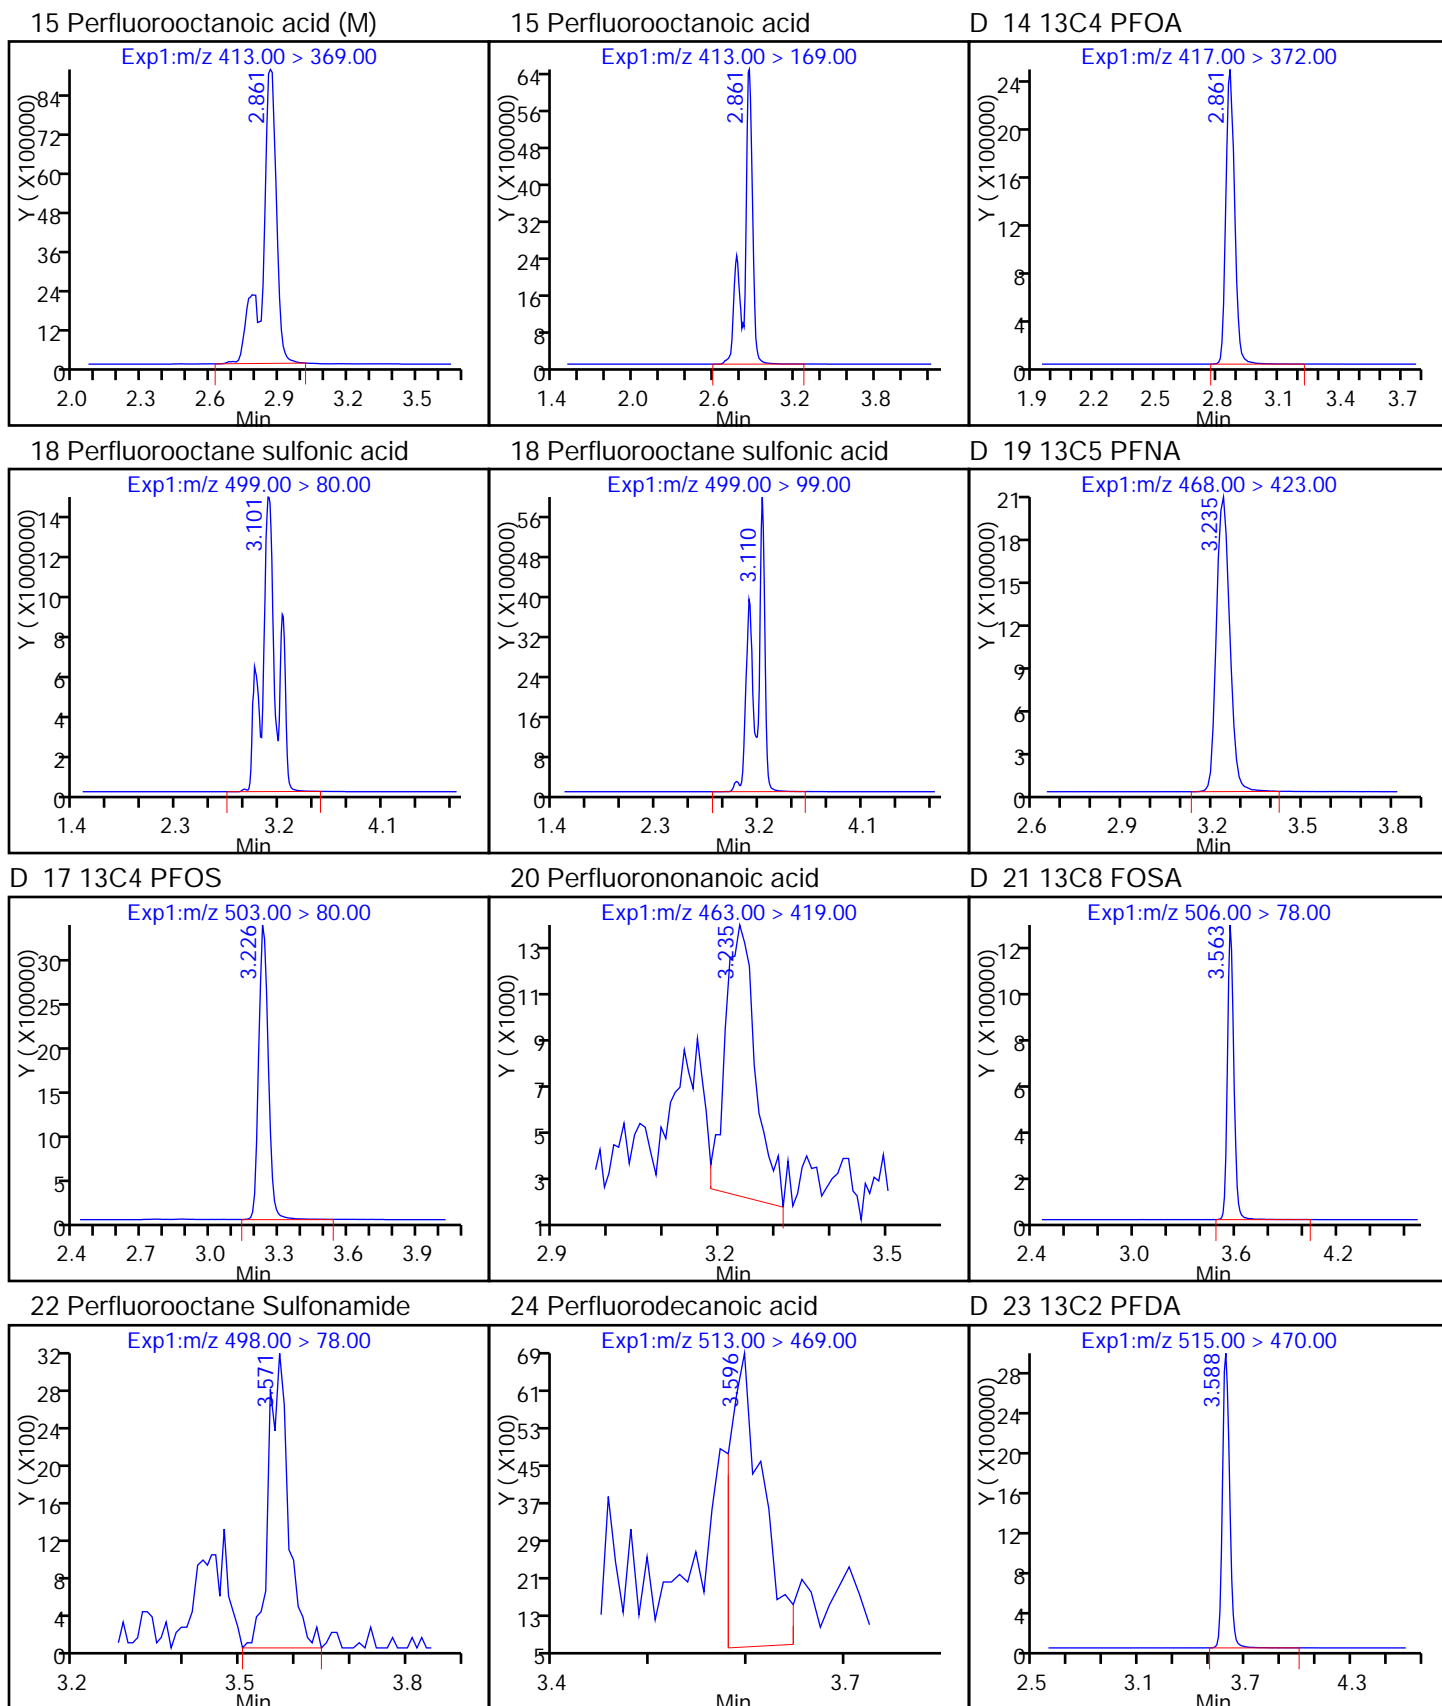 15 Perfluorooctanoic acid (M)
Exp1:m/z 413.00 > 369.00
2.861
Y ( X100000)
84
72
60
48
36
24
12
0
2.0 2.3 2.6 2.9 3.2 3.5
Min
15 Perfluorooctanoic acid
Exp1:m/z 413.00 > 169.00
2.861
Y ( X100000)
64
56
48
40
32
24
16
8
0
1.4 2.0 2.6 3.2 3.8
Min
D 14 13C4 PFOA
Exp1:m/z 417.00 > 372.00
2.861
Y ( X100000)
24
20
16
12
8
4
0
1.9 2.2 2.5 2.8 3.1 3.4 3.7
Min
18 Perfluorooctane sulfonic acid
Exp1:m/z 499.00 > 80.00
3.101
Y ( X1000000)
14
12
10
8
6
4
2
0
1.4 2.3 3.2 4.1
Min
18 Perfluorooctane sulfonic acid
Exp1:m/z 499.00 > 99.00
3.110
Y ( X100000)
56
48
40
32
24
16
8
0
1.4 2.3 3.2 4.1
Min
D 19 13C5 PFNA
Exp1:m/z 468.00 > 423.00
3.235
Y ( X100000)
21
18
15
12
9
6
3
0
2.6 2.9 3.2 3.5 3.8
Min
D 17 13C4 PFOS
Exp1:m/z 503.00 > 80.00
3.226
Y ( X100000)
30
25
20
15
10
5
0
2.4 2.7 3.0 3.3 3.6 3.9
Min
20 Perfluorononanoic acid
Exp1:m/z 463.00 > 419.00
3.235
Y ( X1000)
13
11
9
7
5
3
1
2.9 3.2 3.5
Min
D 21 13C8 FOSA
Exp1:m/z 506.00 > 78.00
3.563
Y ( X100000)
12
10
8
6
4
2
0
2.4 3.0 3.6 4.2
Min
22 Perfluorooctane Sulfonamide
Exp1:m/z 498.00 > 78.00
3.571
Y ( X100)
32
28
24
20
16
12
8
4
0
3.2 3.5 3.8
Min
24 Perfluorodecanoic acid
Exp1:m/z 513.00 > 469.00
3.596
Y ( X100)
69
61
53
45
37
29
21
13
5
3.4 3.7
Min
D 23 13C2 PFDA
Exp1:m/z 515.00 > 470.00
3.588
Y ( X100000)
28
24
20
16
12
8
4
0
2.5 3.1 3.7 4.3
Min